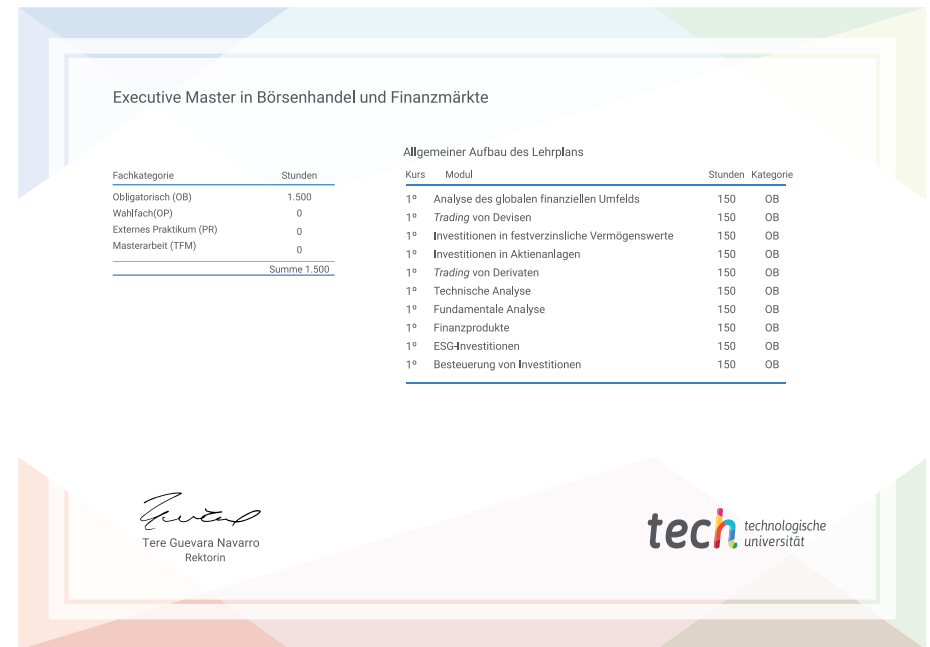 Executive Master in Börsenhandel und Finanzmärkte
Fachkategorie Stunden
Obligatorisch (OB) 1.500
Wahlfach(OP) 0
Externes Praktikum (PR) 0
Masterarbeit (TFM) 0
Summe 1.500
Allgemeiner Aufbau des Lehrplans
Kurs Modul Stunden Kategorie
1º Analyse des globalen finanziellen Umfelds 150 OB
1º Trading von Devisen 150 OB
1º Investitionen in festverzinsliche Vermögenswerte 150 OB
1º Investitionen in Aktienanlagen 150 OB
1º Trading von Derivaten 150 OB
1º Technische Analyse 150 OB
1º Fundamentale Analyse 150 OB
1º Finanzprodukte 150 OB
1º ESG-Investitionen 150 OB
1º Besteuerung von Investitionen 150 OB
Tere Guevara Navarro
Rektorin
tech technologische
universität